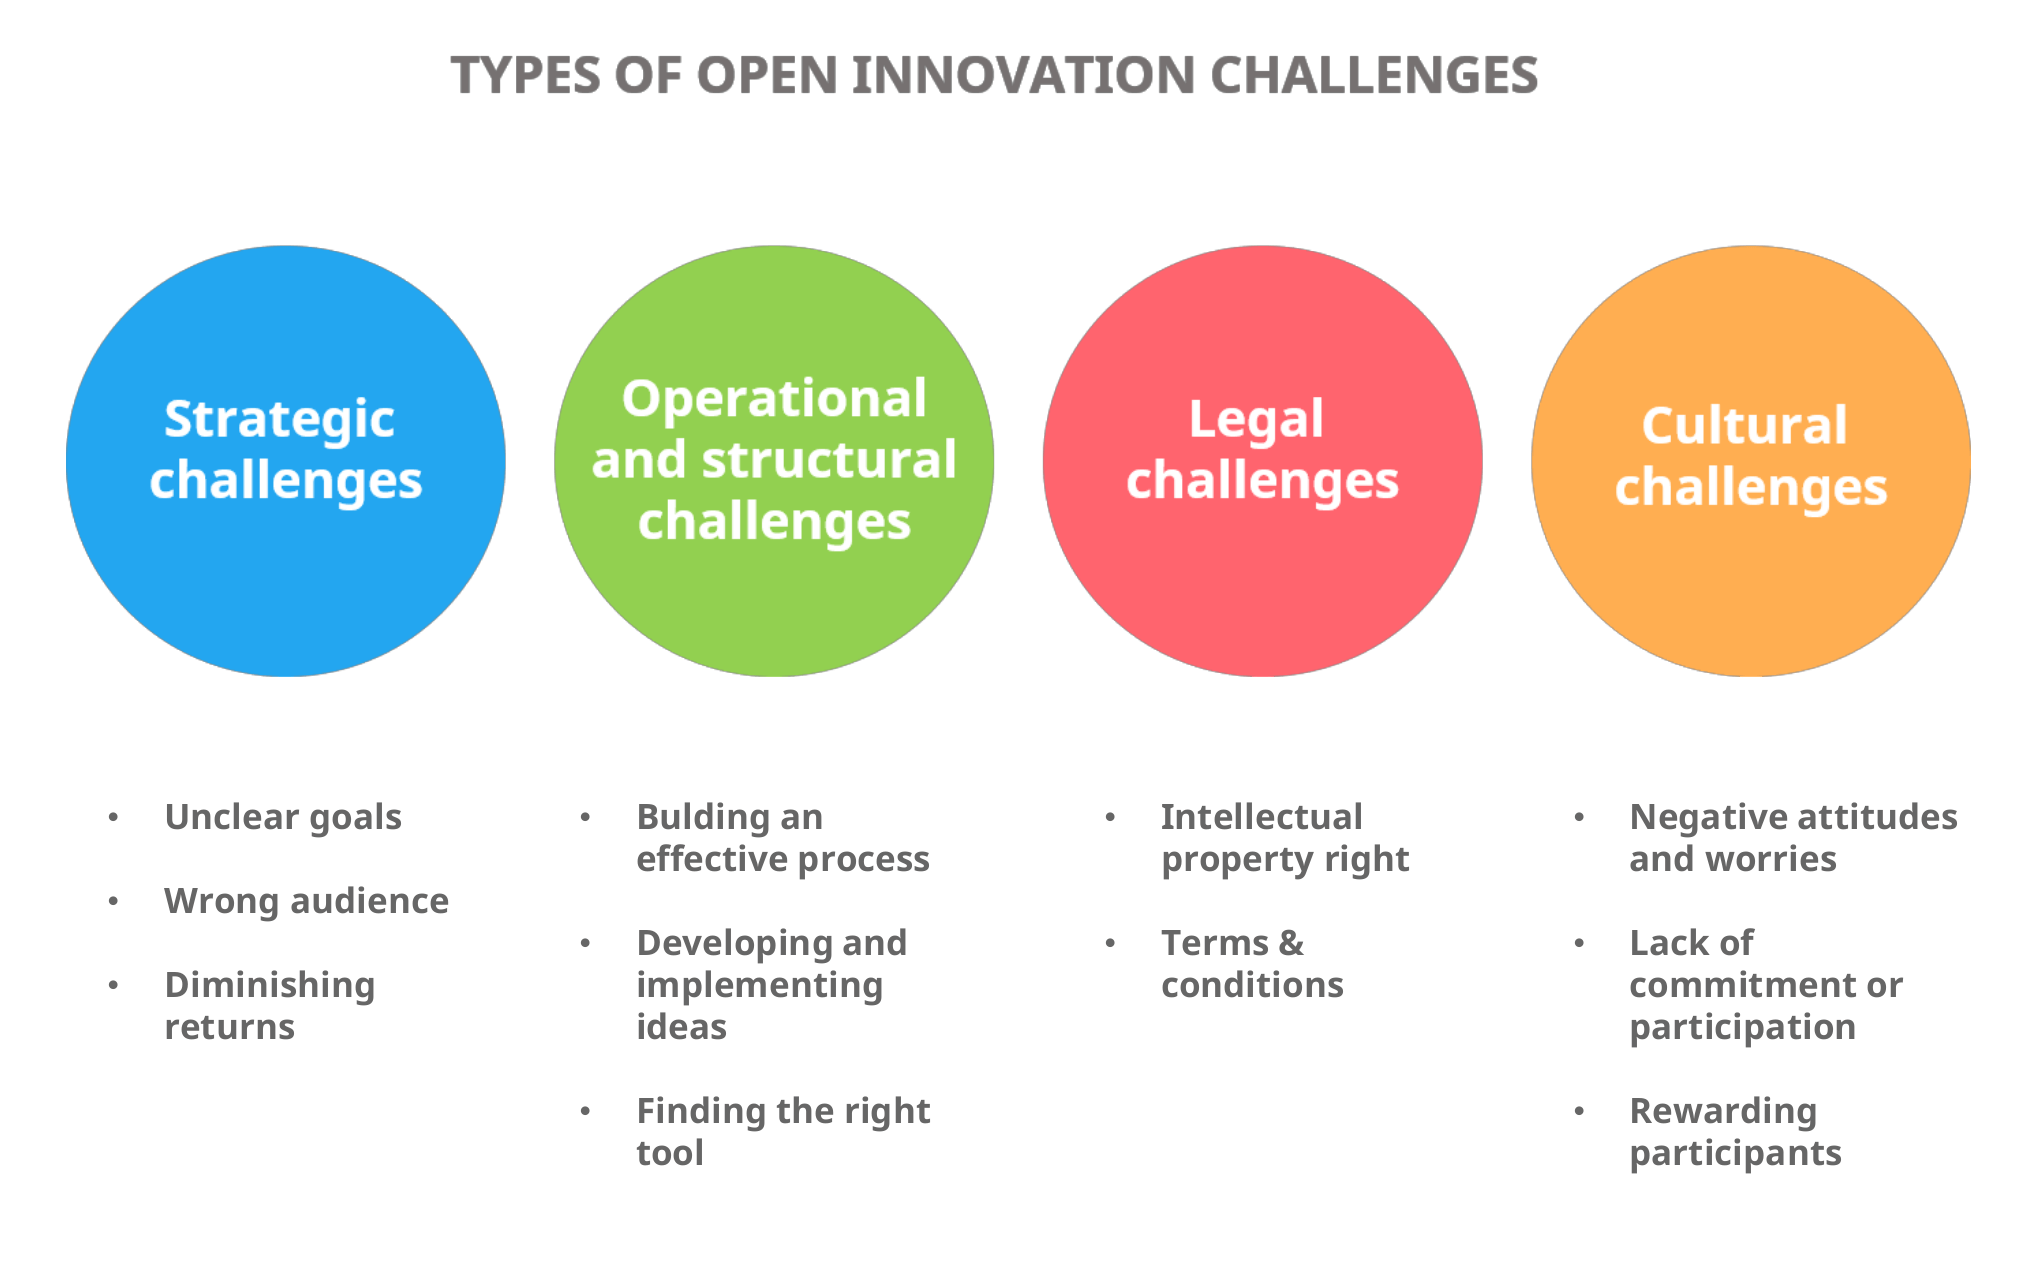 TYPES OF OPEN INNOVATION CHALLENGES
Strategic
challenges
Operational
and structural
challenges
Legal
challenges
Cultural
challenges
• Unclear goals
• Wrong audience
• Diminishing
returns
• Bulding an
effective process
• Developing and
implementing
ideas
• Finding the right
tool
• Intellectual
property right
• Terms &
conditions
• Negative attitudes
and worries
• Lack of
commitment or
participation
• Rewarding
participants